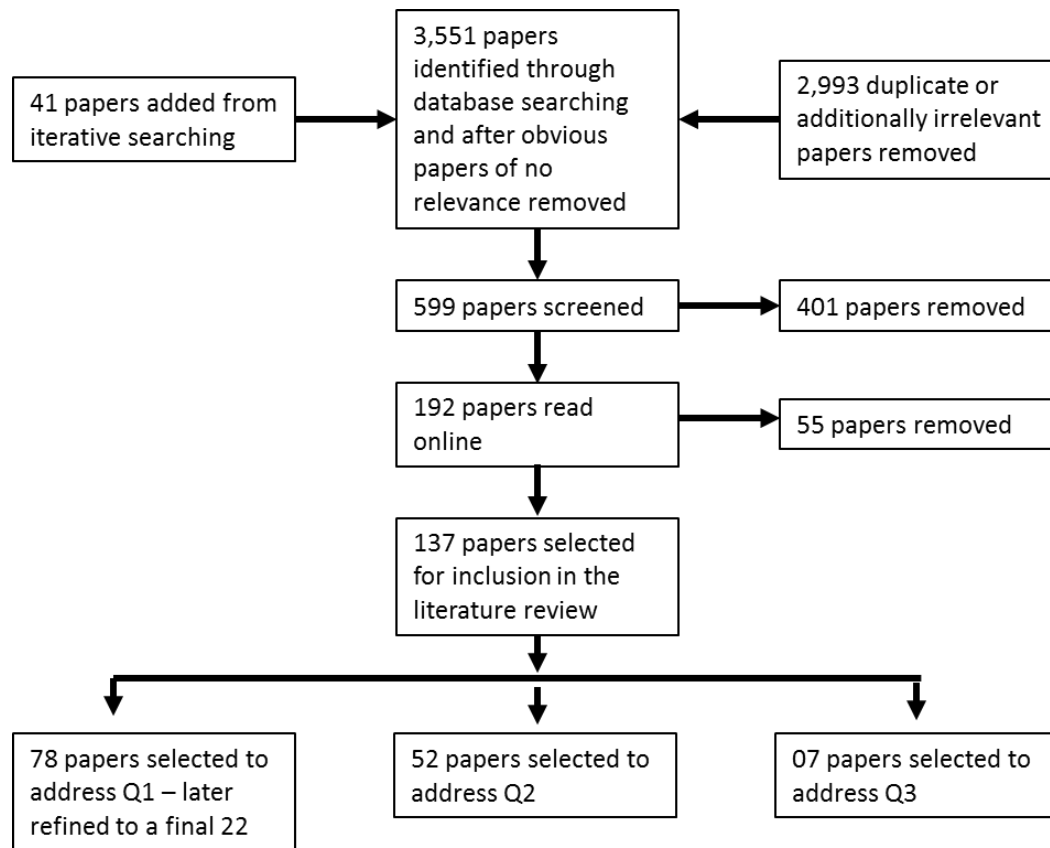 3,551 papers
identified through
database searching
and after obvious
papers of no
relevance removed
41 papers added from
iterative searching
2,993 duplicate or
additionally irrelevant
papers removed
599 papers screened
401 papers removed
192 papers read
online
55 papers removed
137 papers selected
for inclusion in the
literature review
78 papers selected to
address Q1 – later
refined to a final 22
52 papers selected to
address Q2
07 papers selected to
address Q3